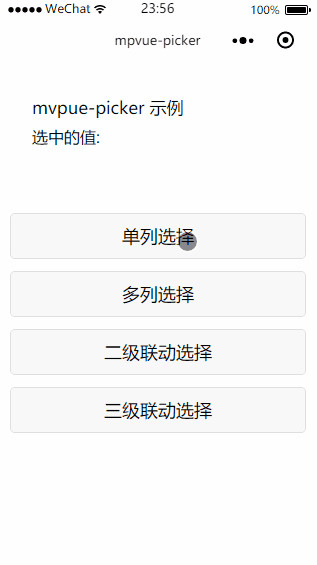 WeChat 23:56 100%
mpvue-picker
mvpue-picker 示例
选中的值:
单列选择
多列选择
二级联动选择
三级联动选择